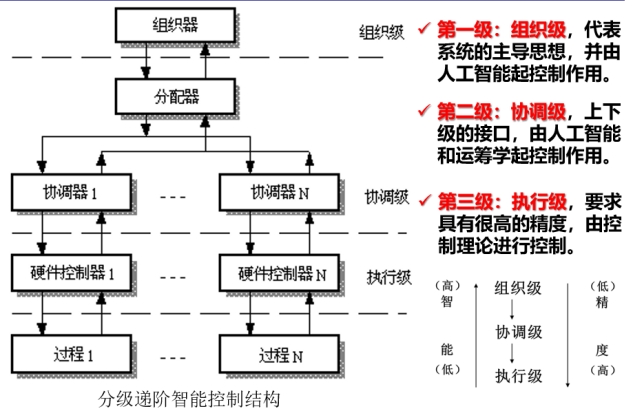 组织器
组织级
分配器
协调器 1
- - -
协调器 N
协调级
硬件控制器 1
- - -
硬件控制器 N
执行级
过程 1
- - -
过程 N
分级递阶智能控制结构
✓ 第一级：组织级，代表
系统的主导思想，并由
人工智能起控制作用。
✓ 第二级：协调级，上下
级的接口，由人工智能
和运筹学起控制作用。
✓ 第三级：执行级，要求
具有很高的精度，由控
制理论进行控制。
（高）
智
能
（低）
组织级
协调级
执行级
（低）
精
度
（高）